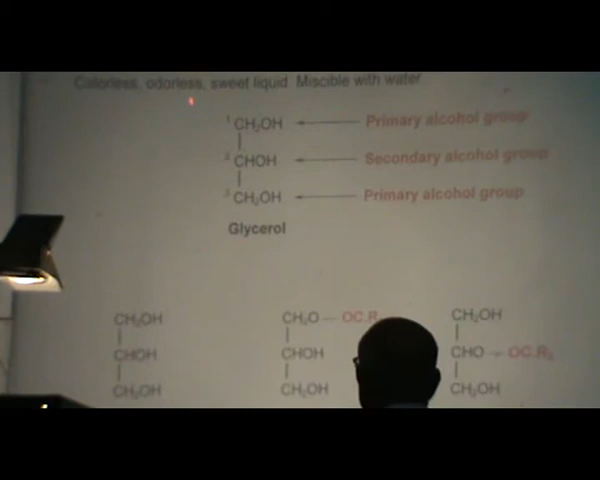 Colorless, odorless, sweet liquid. Miscible with water
1 CH₂OH Primary alcohol group
2 CHOH Secondary alcohol group
3 CH₂OH Primary alcohol group
Glycerol
CH₂OH CH₂O — OC.R CH₂OH
CHOH CHOH CHO — OC.R₂
CH₂OH CH₂OH CH₂OH